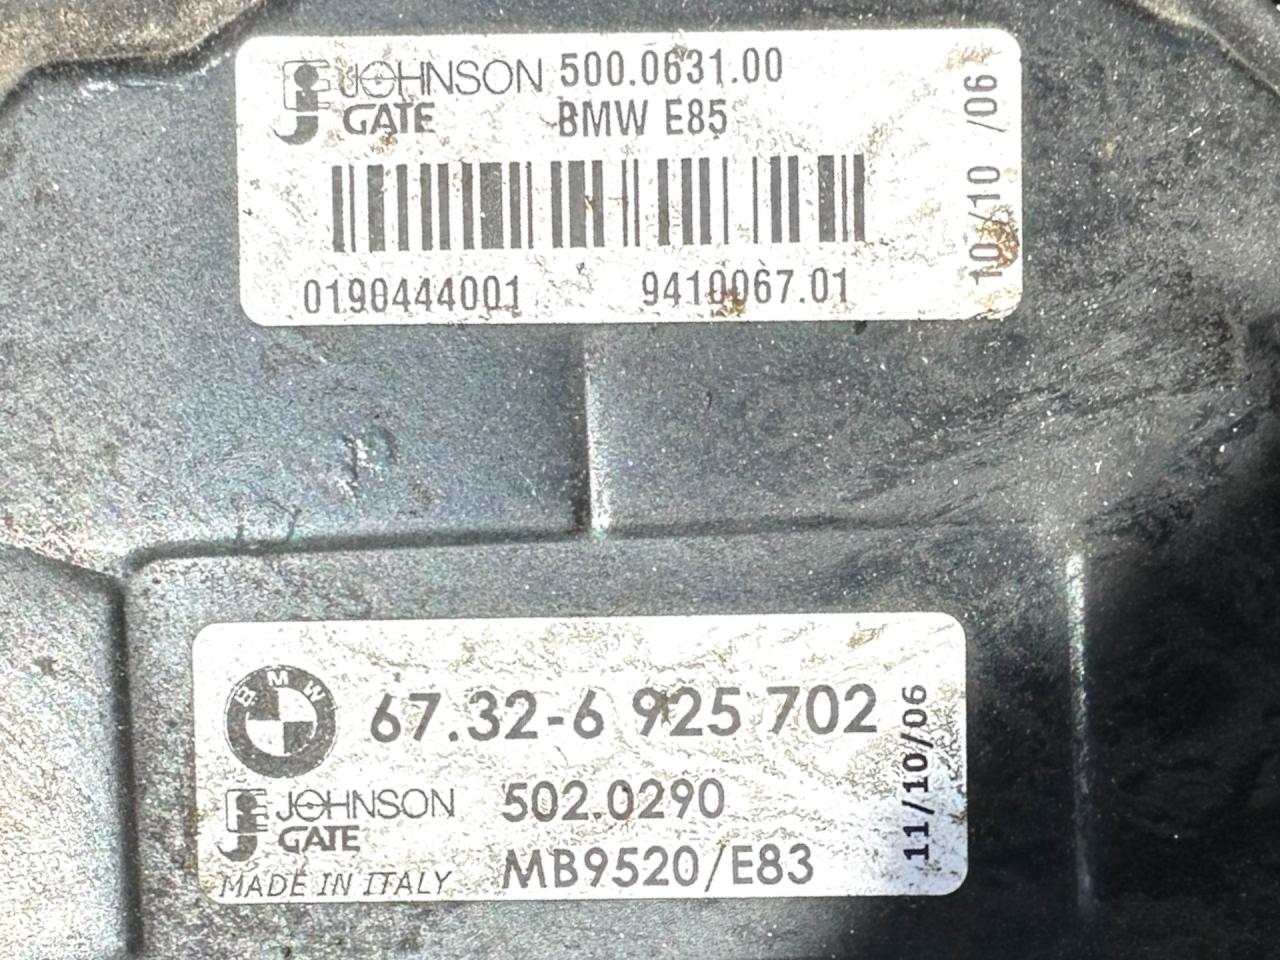 JOHNSON 500.0631.00
GATE BMW E85
10/10/06
0190444001 9410067.01
BMW
67.32-6 925 702
11/10/06
JOHNSON 502.0290
GATE
MADE IN ITALY MB9520/E83